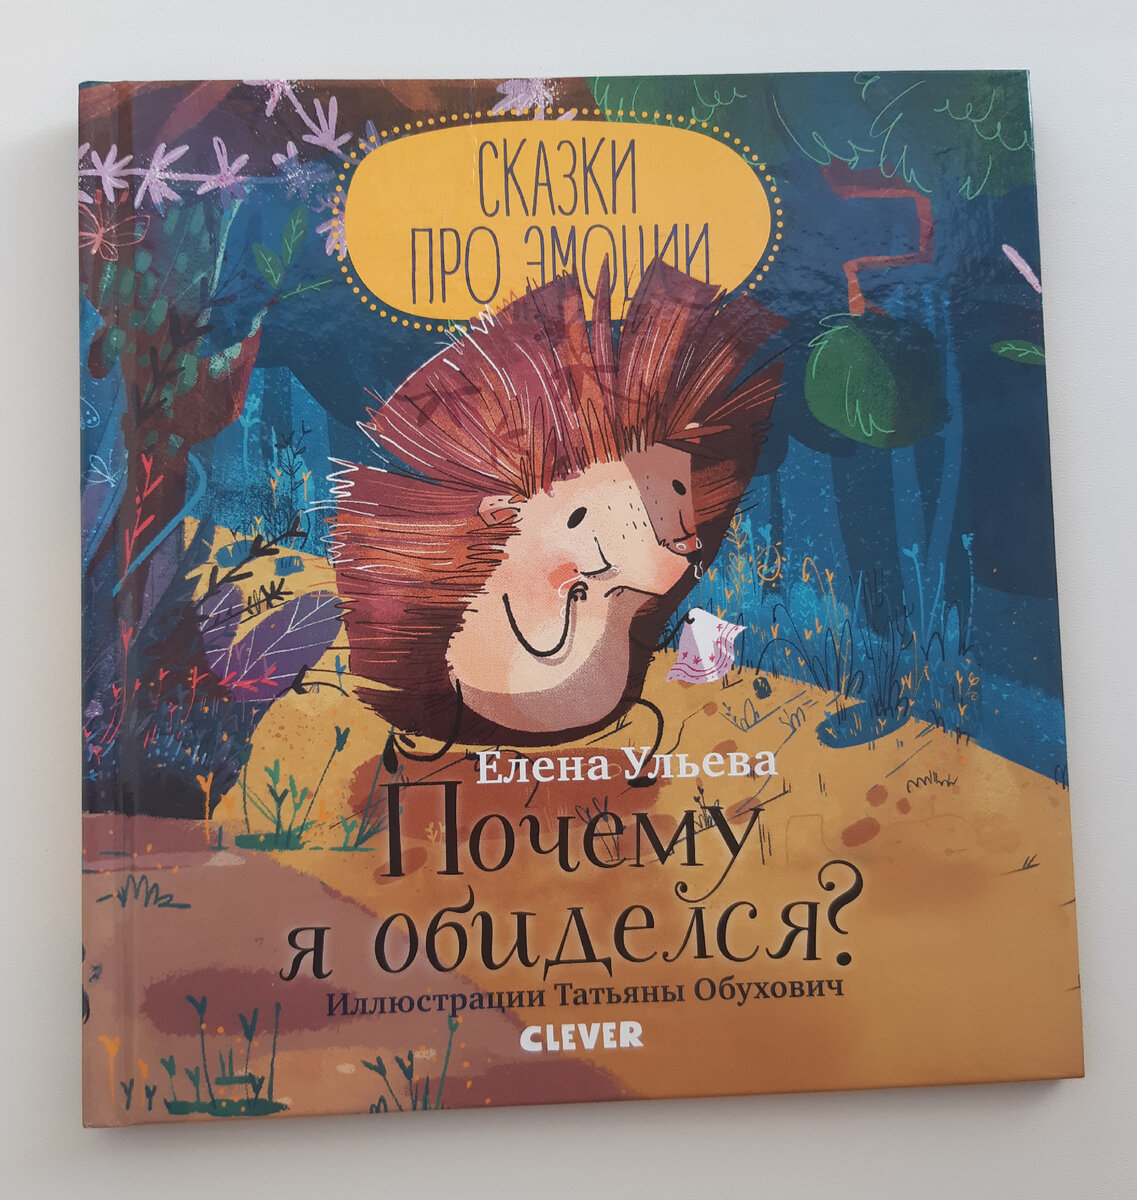 СКАЗКИ
ПРО ЭМОЦИИ
Елена Ульева
Почему
я обиделся?
Иллюстрации Татьяны Обухович
CLEVER